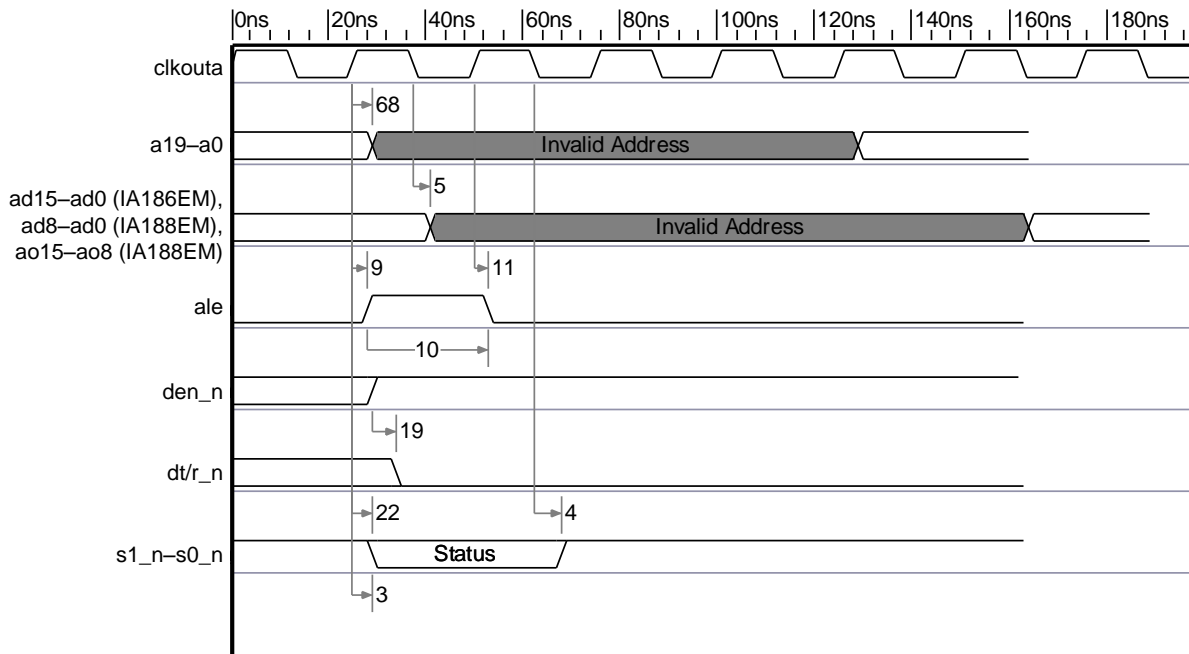 0ns 20ns 40ns 60ns 80ns 100ns 120ns 140ns 160ns 180ns
clkouta
68
a19–a0 Invalid Address
5
ad15–ad0 (IA186EM),
ad8–ad0 (IA188EM), Invalid Address
ao15–ao8 (IA188EM)
9 11
ale
10
den_n
19
dt/r_n
22 4
s1_n–s0_n Status
3